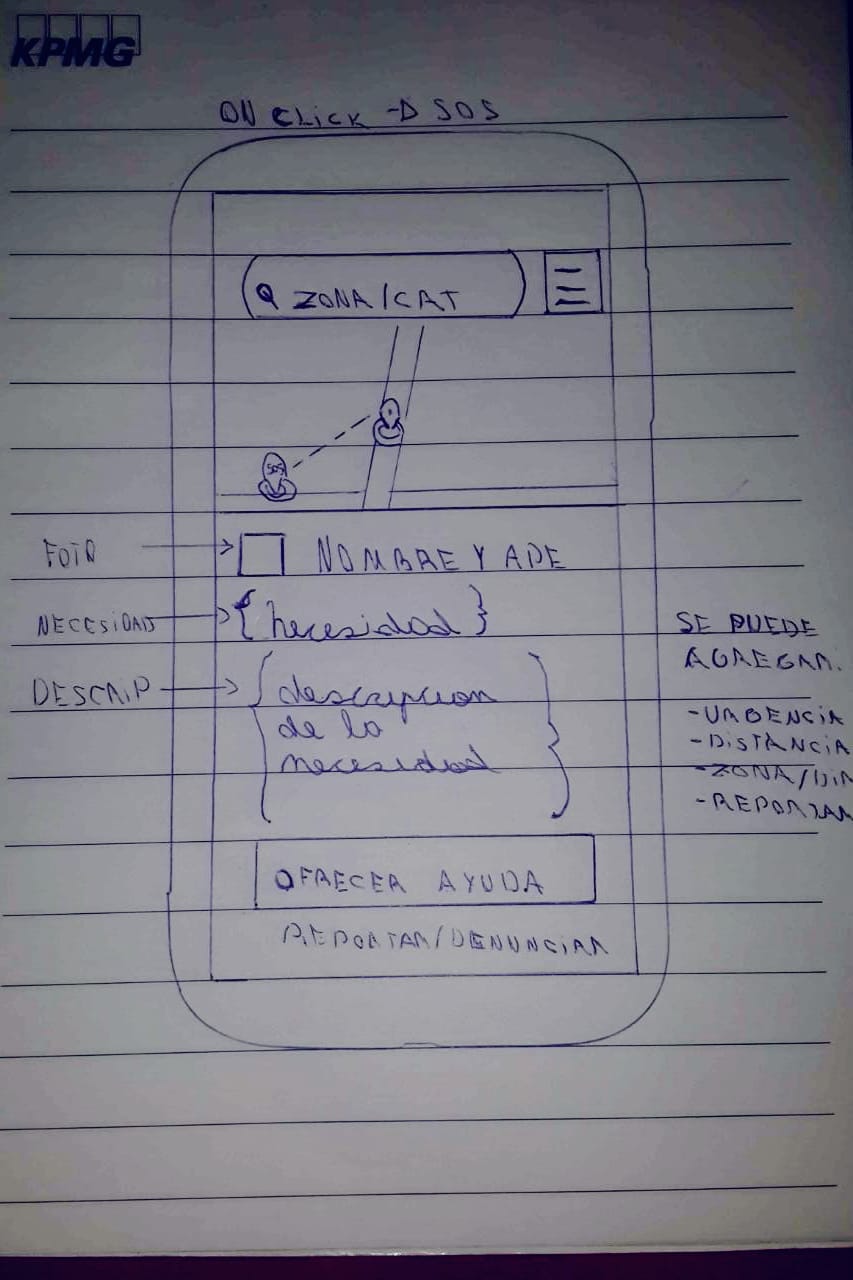 KPMG
ON CLICK → SOS
ZONA/CAT
SOS
FOTO
NOMBRE Y APE
NECESIDAD
{necesidad}
DESCRIP
{descripcion
de la
necesidad}
SE PUEDE
AGREGAR.
- URGENCIA
- DISTANCIA
- ZONA/DIR
- REPORTAR
OFRECER AYUDA
REPORTAR/DENUNCIAR